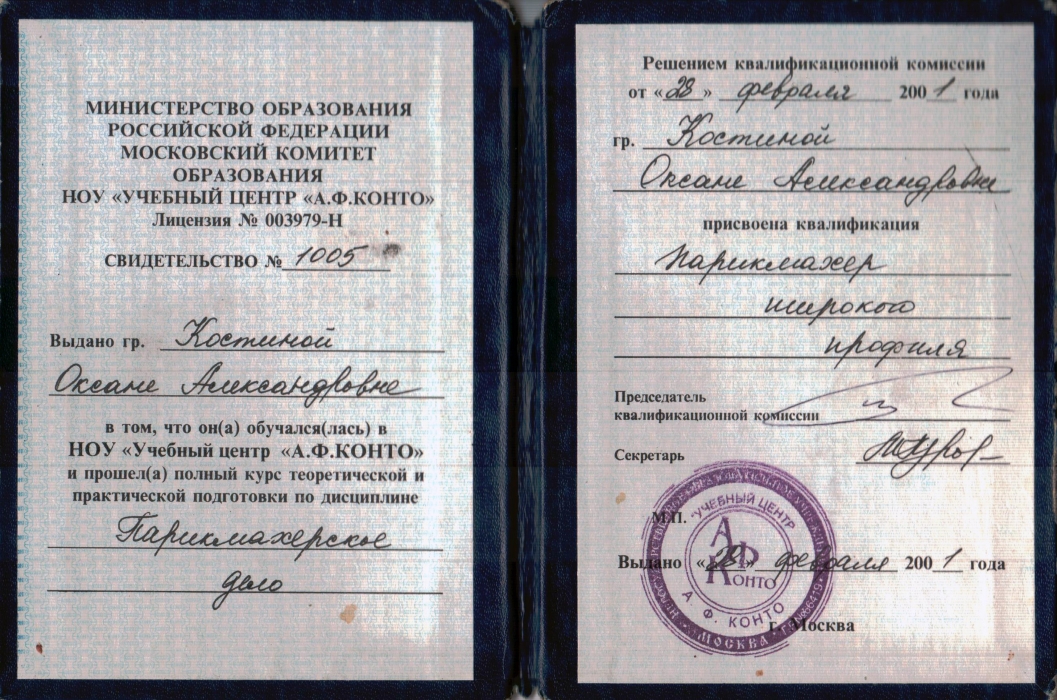 МИНИСТЕРСТВО ОБРАЗОВАНИЯ
РОССИЙСКОЙ ФЕДЕРАЦИИ
МОСКОВСКИЙ КОМИТЕТ
ОБРАЗОВАНИЯ
НОУ «УЧЕБНЫЙ ЦЕНТР «А.Ф.КОНТО»
Лицензия № 003979-Н
СВИДЕТЕЛЬСТВО № 1005
Выдано гр. Костиной
Оксане Александровне
в том, что он(а) обучался(лась) в
НОУ «Учебный центр «А.Ф.КОНТО»
и прошел(а) полный курс теоретической и
практической подготовки по дисциплине
Парикмахерское
дело
Решением квалификационной комиссии
от «28» февраля 2001 года
гр. Костиной
Оксане Александровне
присвоена квалификация
Парикмахер
широкого
профиля
Председатель
квалификационной комиссии
Секретарь
М.П.
"УЧЕБНЫЙ ЦЕНТР
А Ф КОНТО
А. Ф. КОНТО
МОСКВА
Выдано «28» февраля 2001 года
г. Москва